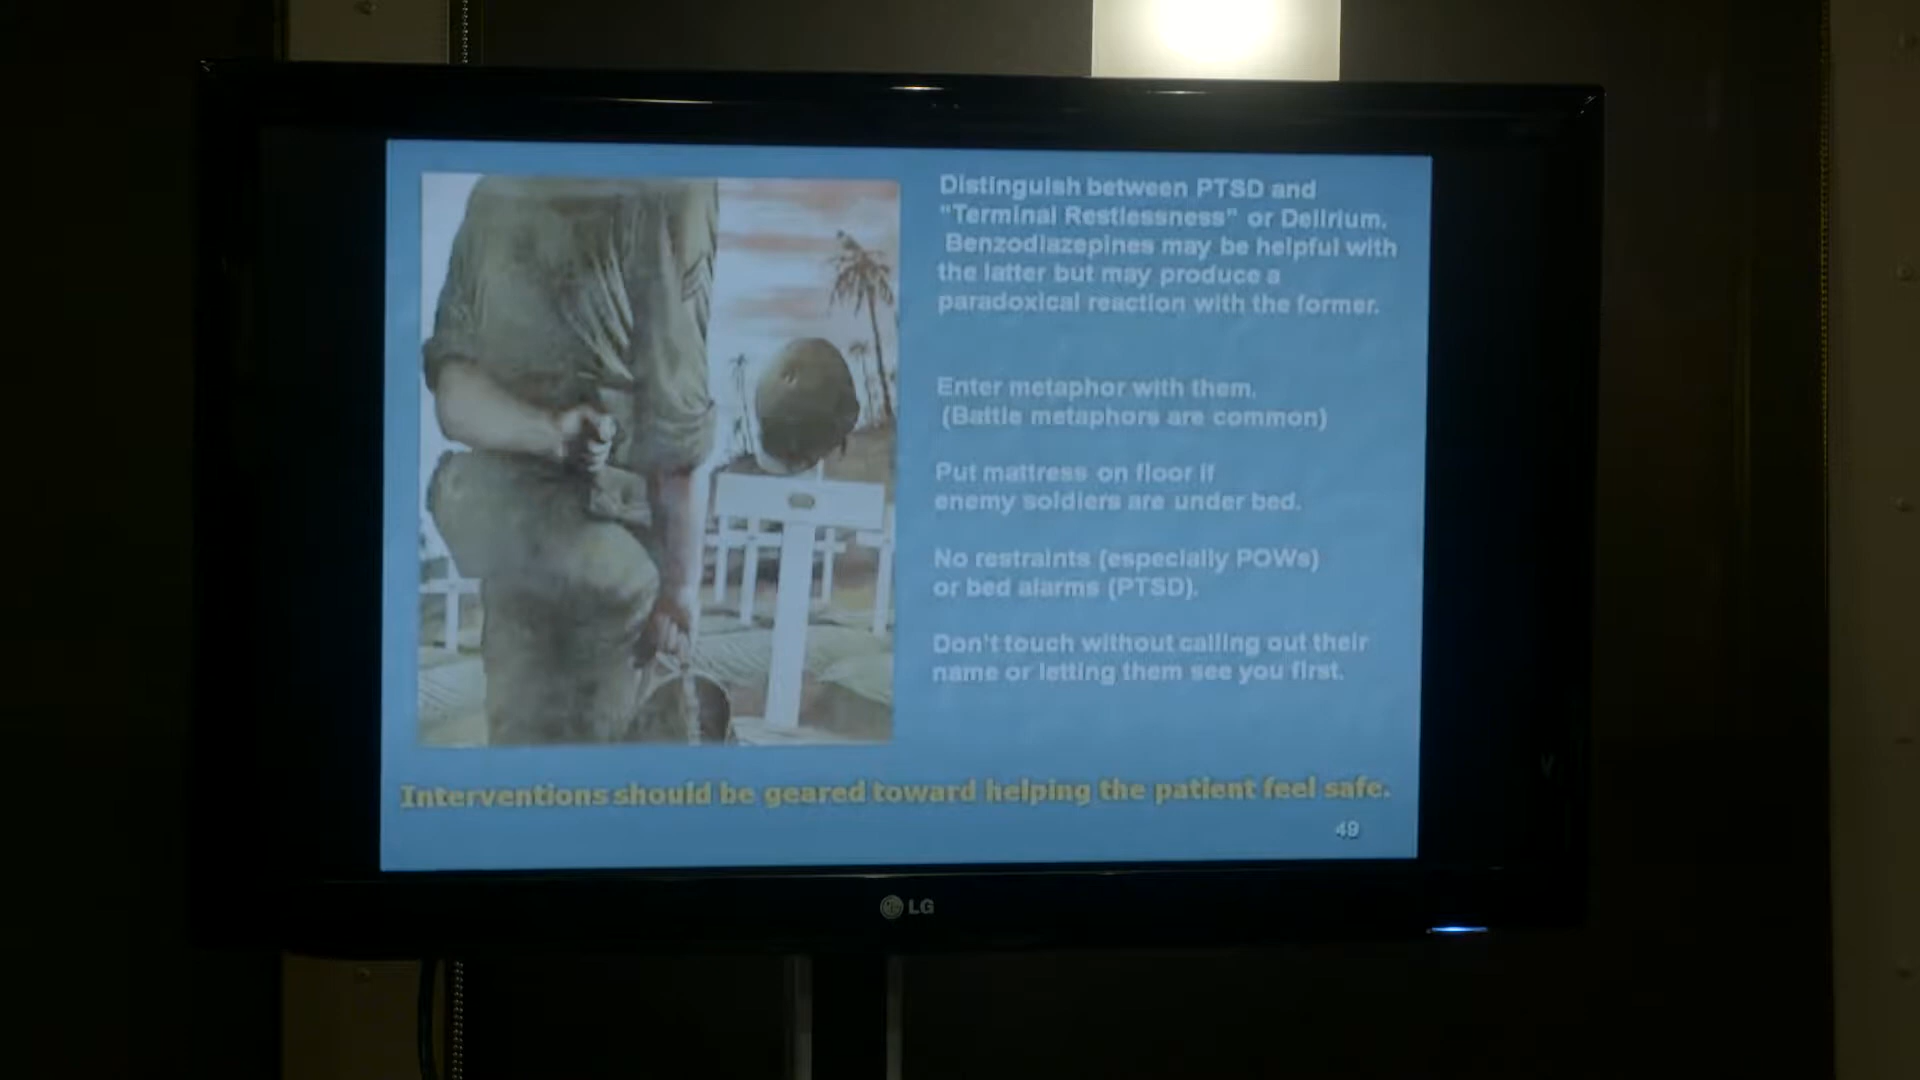 Distinguish between PTSD and
"Terminal Restlessness" or Delirium.
Benzodiazepines may be helpful with
the latter but may produce a
paradoxical reaction with the former.
Enter metaphor with them.
(Battle metaphors are common)
Put mattress on floor if
enemy soldiers are under bed.
No restraints (especially POWs)
or bed alarms (PTSD).
Don't touch without calling out their
name or letting them see you first.
Interventions should be geared toward helping the patient feel safe.
49
LG